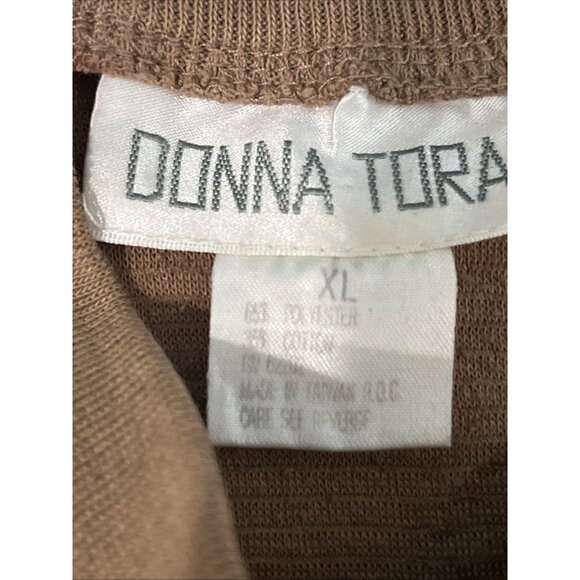 DONNA TORA
XL
POLYESTER
COTTON
MADE IN TAIWAN R.O.C.
CARE SEE REVERSE